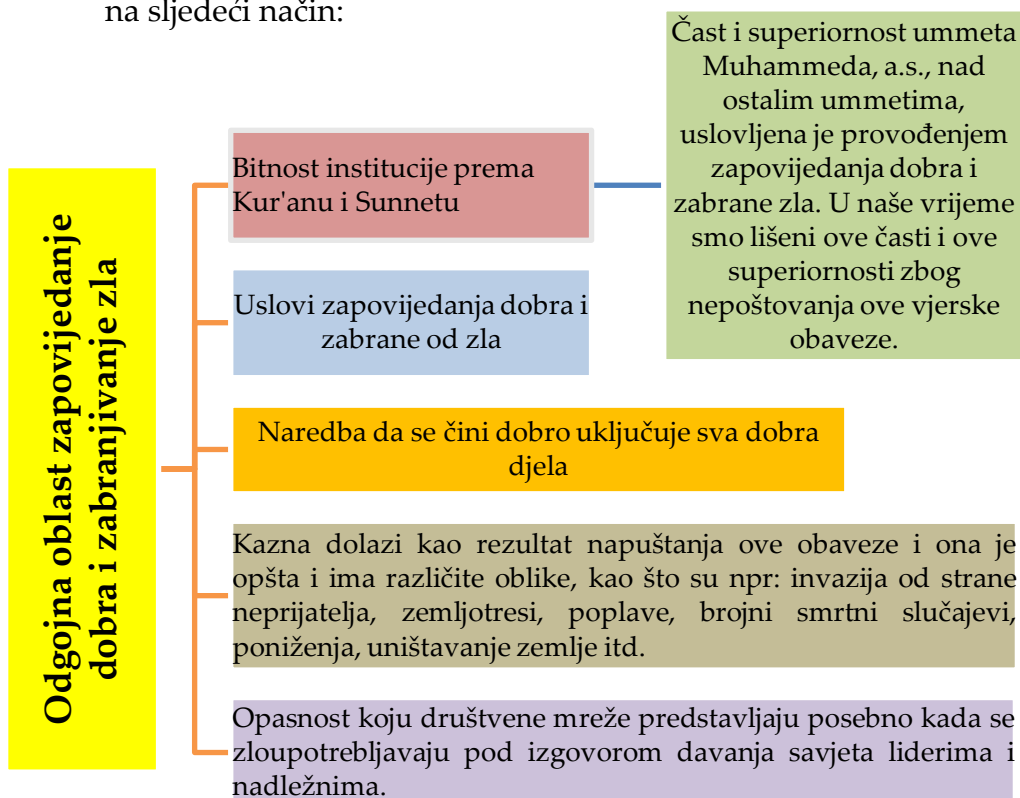 na sljedeći način:
Odgojna oblast zapovijedanje
dobra i zabranjivanje zla
Bitnost institucije prema
Kur'anu i Sunnetu
Čast i superiornost ummeta
Muhammeda, a.s., nad
ostalim ummetima,
uslovljena je provođenjem
zapovijedanja dobra i
zabrane zla. U naše vrijeme
smo lišeni ove časti i ove
superiornosti zbog
nepoštovanja ove vjerske
obaveze.
Uslovi zapovijedanja dobra i
zabrane od zla
Naredba da se čini dobro uključuje sva dobra
djela
Kazna dolazi kao rezultat napuštanja ove obaveze i ona je
opšta i ima različite oblike, kao što su npr: invazija od strane
neprijatelja, zemljotresi, poplave, brojni smrtni slučajevi,
poniženja, uništavanje zemlje itd.
Opasnost koju društvene mreže predstavljaju posebno kada se
zloupotrebljavaju pod izgovorom davanja savjeta liderima i
nadležnima.